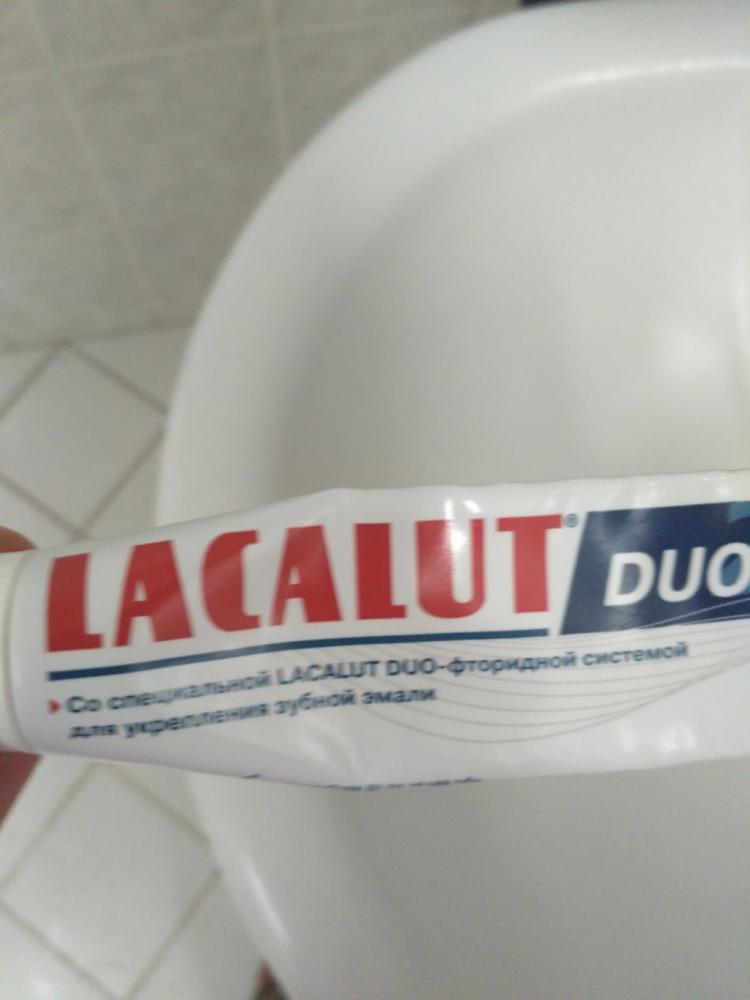 LACALUT® DUO
Со специальной LACALUT DUO-фторидной системой
для укрепления зубной эмали